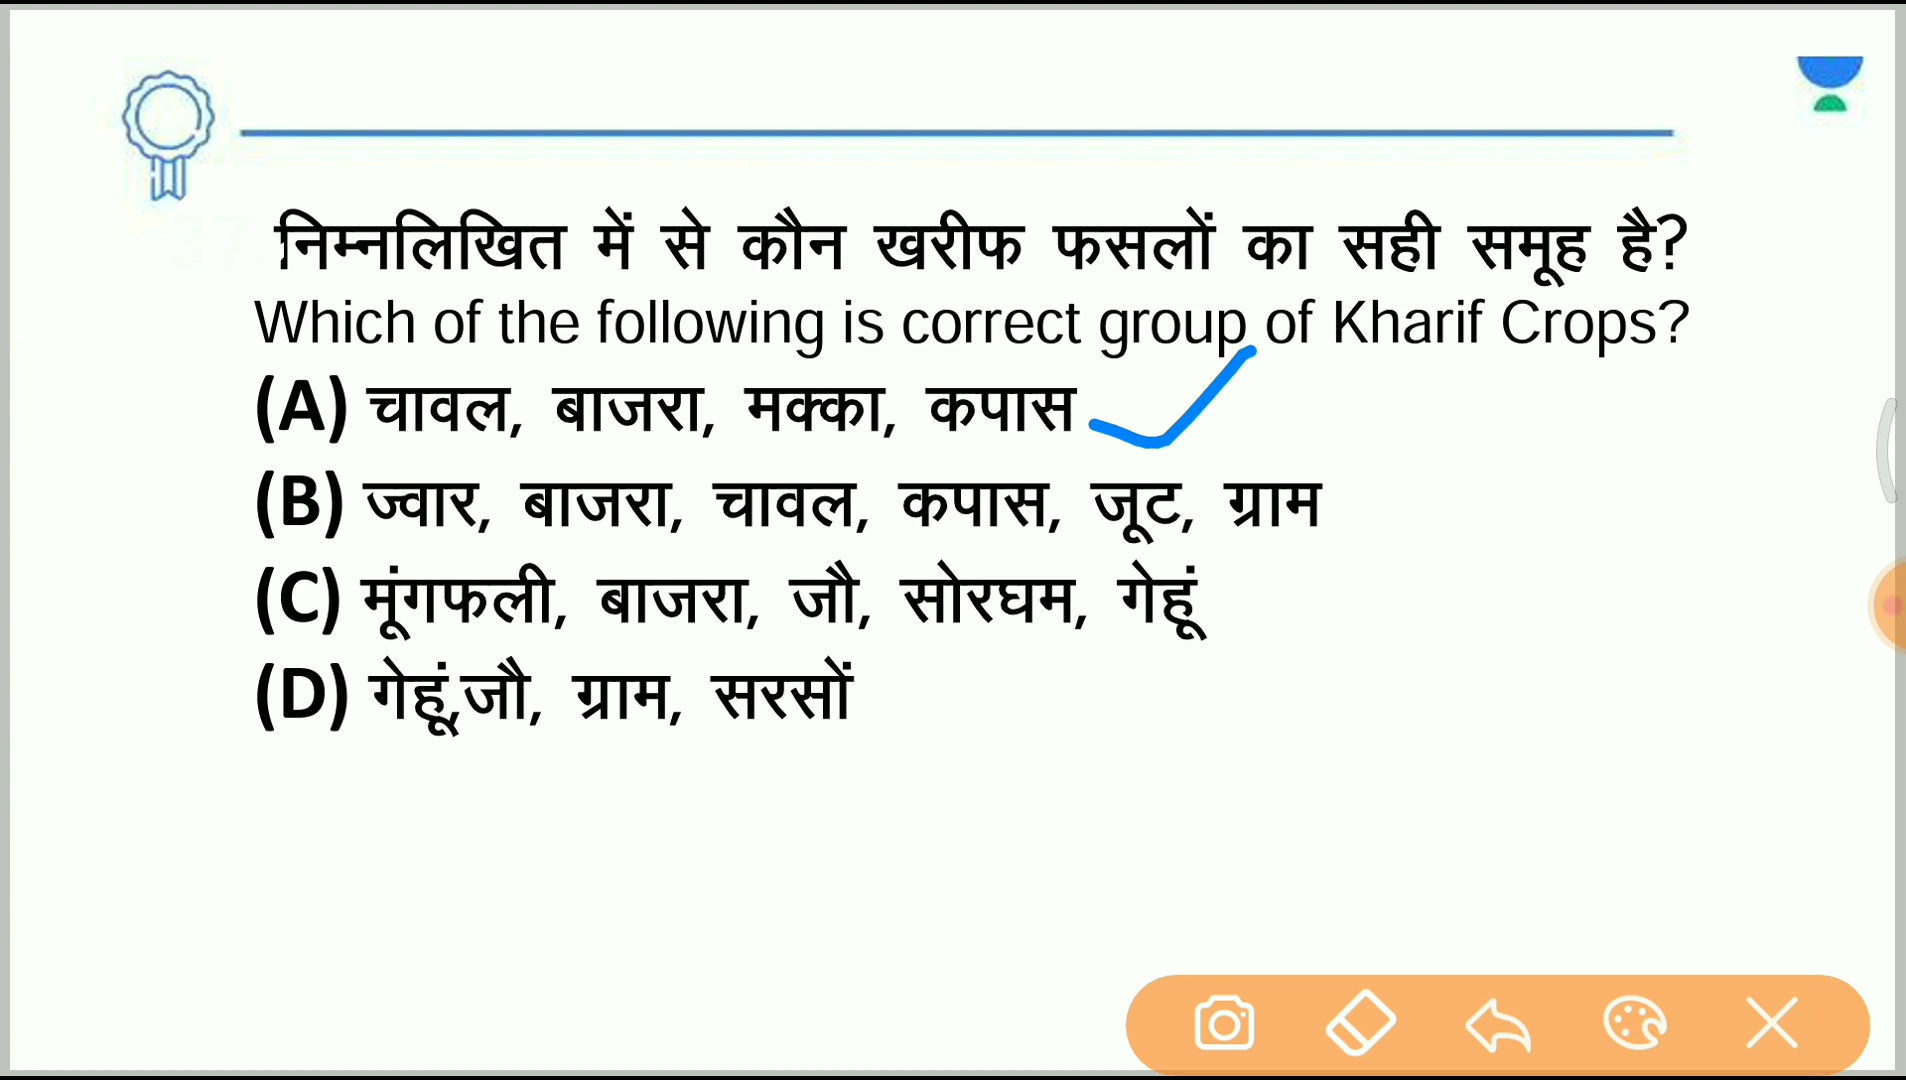 निम्नलिखित में से कौन खरीफ फसलों का सही समूह है?
Which of the following is correct group of Kharif Crops?
(A) चावल, बाजरा, मक्का, कपास
(B) ज्वार, बाजरा, चावल, कपास, जूट, ग्राम
(C) मूंगफली, बाजरा, जौ, सोरघम, गेहूं
(D) गेहूं,जौ, ग्राम, सरसों